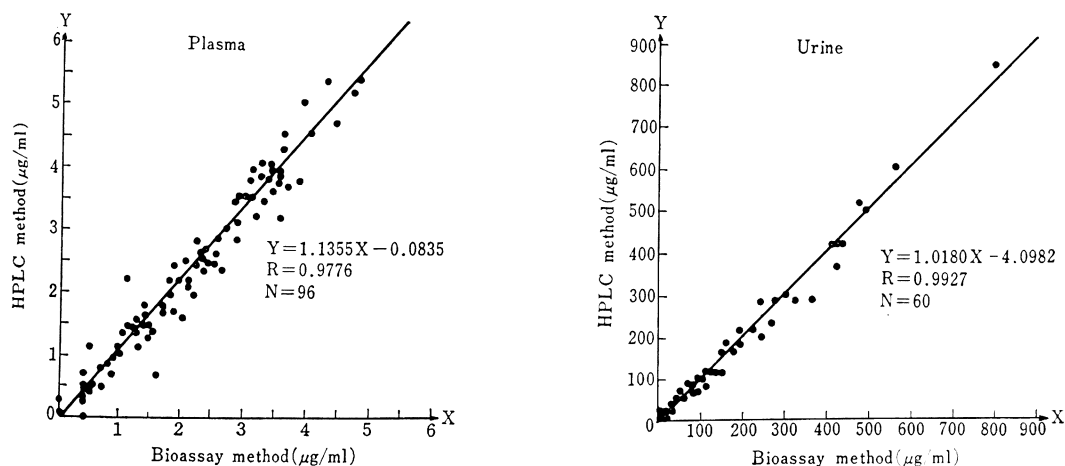 Y
Plasma
6
5
4
3
2
1
0
HPLC method(μg/ml)
Y=1.1355X−0.0835
R=0.9776
N=96
1 2 3 4 5 6
X
Bioassay method(μg/ml)
Y
Urine
900
800
700
600
500
400
300
200
100
0
HPLC method(μg/ml)
Y=1.0180X−4.0982
R=0.9927
N=60
100 200 300 400 500 600 700 800 900
X
Bioassay method(μg/ml)